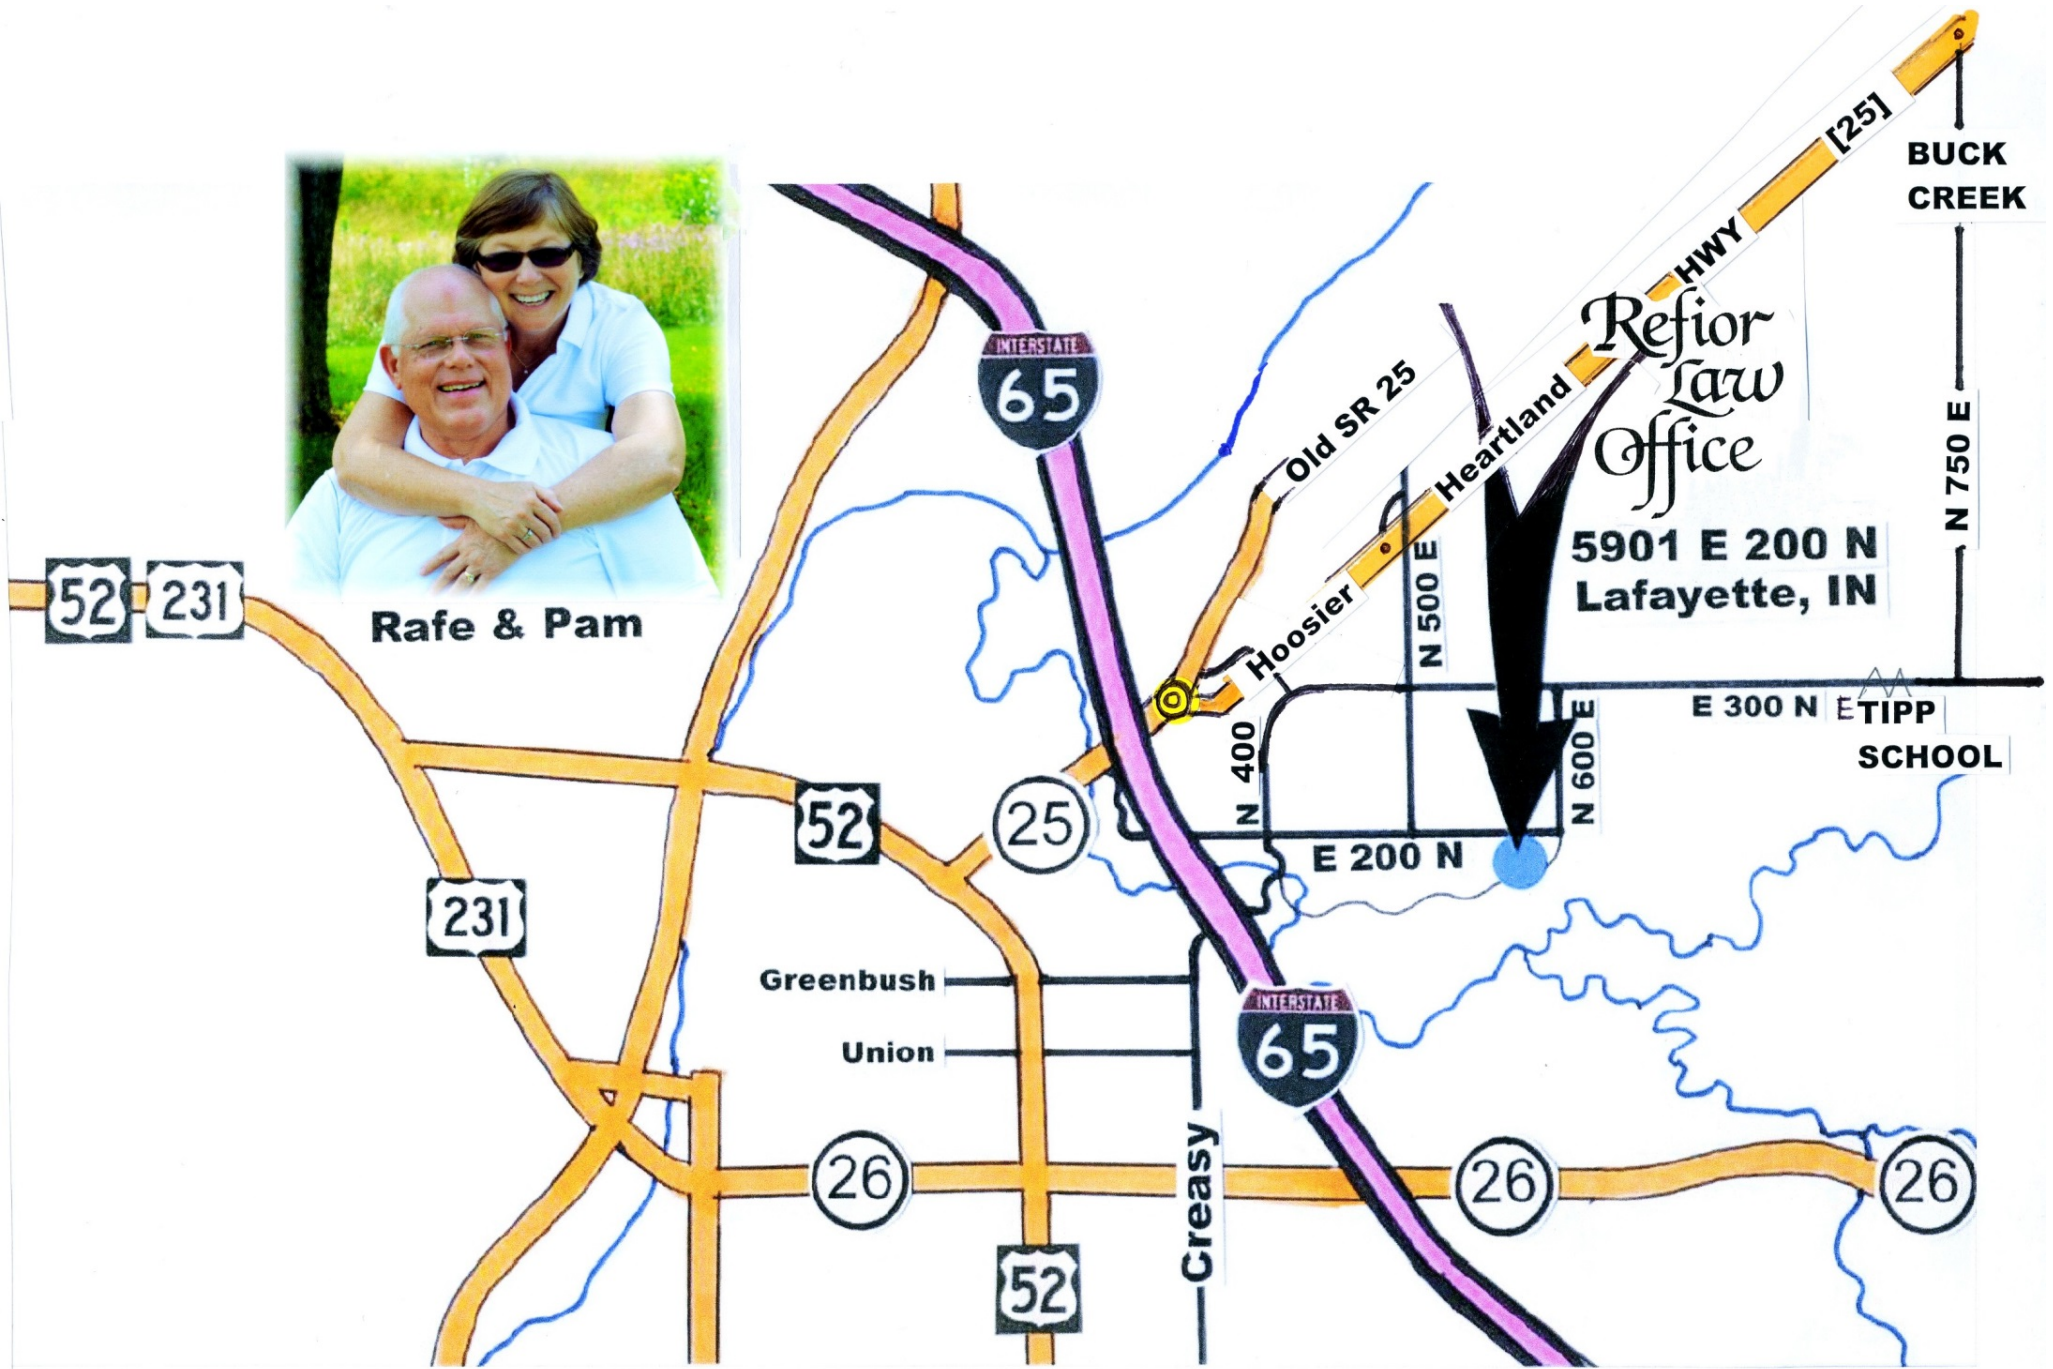 [25]
BUCK
CREEK
HWY
Refior
Law
Office
INTERSTATE
65
Old SR 25
Heartland
N 750 E
5901 E 200 N
Lafayette, IN
52
231
Rafe & Pam
N 500 E
Hoosier
E 300 N
E TIPP
SCHOOL
N 400
N 600 E
52
25
E 200 N
231
Greenbush
INTERSTATE
65
Union
Creasy
26
26
26
52